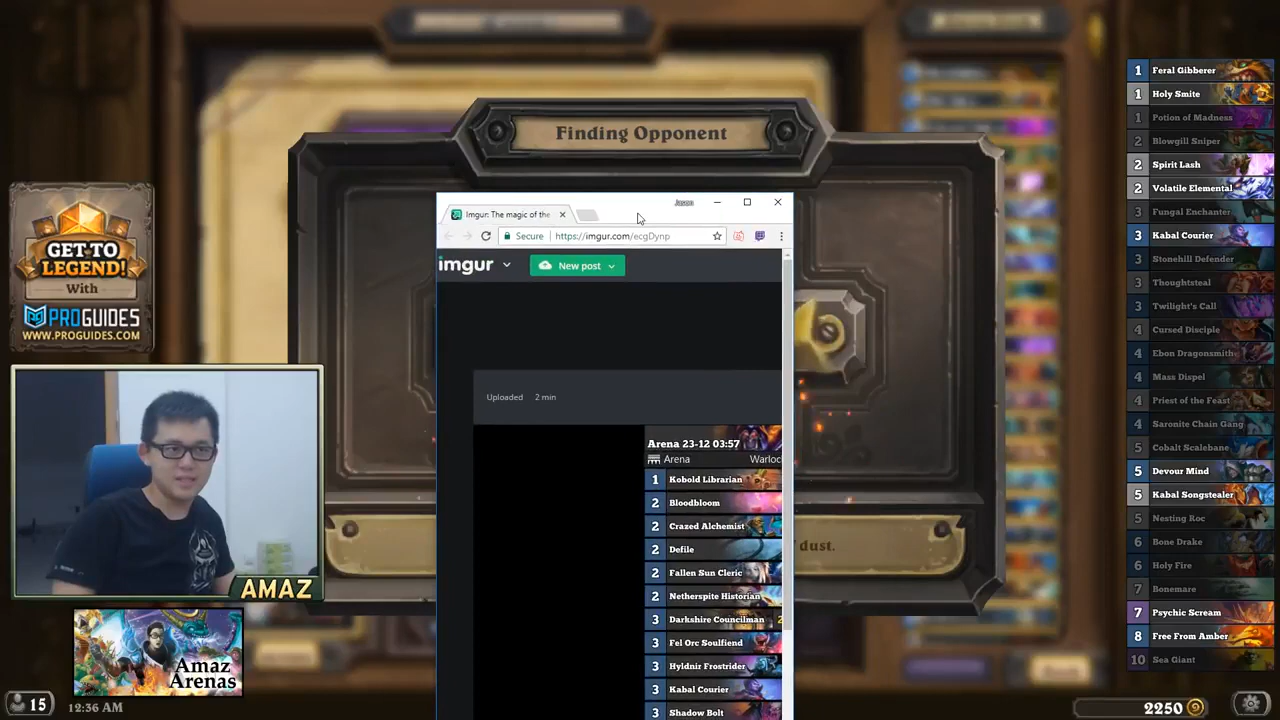 Finding Opponent
GET-TO
LEGEND!
With
PROGUIDES
WWW.PROGUIDES.COM
AMAZ
Amaz
Arenas
15
12:36 AM
Jason
Imgur: The magic of the
Secure
https://imgur.com/ecgDynp
imgur
New post
Uploaded 2 min
Arena 23-12 03:57
Arena Warloc
1 Kobold Librarian
2 Bloodbloom
2 Crazed Alchemist
2 Defile
2 Fallen Sun Cleric
2 Netherspite Historian
3 Darkshire Councilman 2
3 Fel Orc Soulfiend
3 Hyldnir Frostrider
3 Kabal Courier
3 Shadow Bolt
dust.
1 Feral Gibberer
1 Holy Smite
1 Potion of Madness
2 Blowgill Sniper
2 Spirit Lash
2 Volatile Elemental
3 Fungal Enchanter
3 Kabal Courier
3 Stonehill Defender
3 Thoughtsteal
3 Twilight's Call
4 Cursed Disciple
4 Ebon Dragonsmith
4 Mass Dispel
4 Priest of the Feast
4 Saronite Chain Gang
5 Cobalt Scalebane
5 Devour Mind
5 Kabal Songstealer
5 Nesting Roc
6 Bone Drake
6 Holy Fire
7 Bonemare
7 Psychic Scream
8 Free From Amber
10 Sea Giant
2250